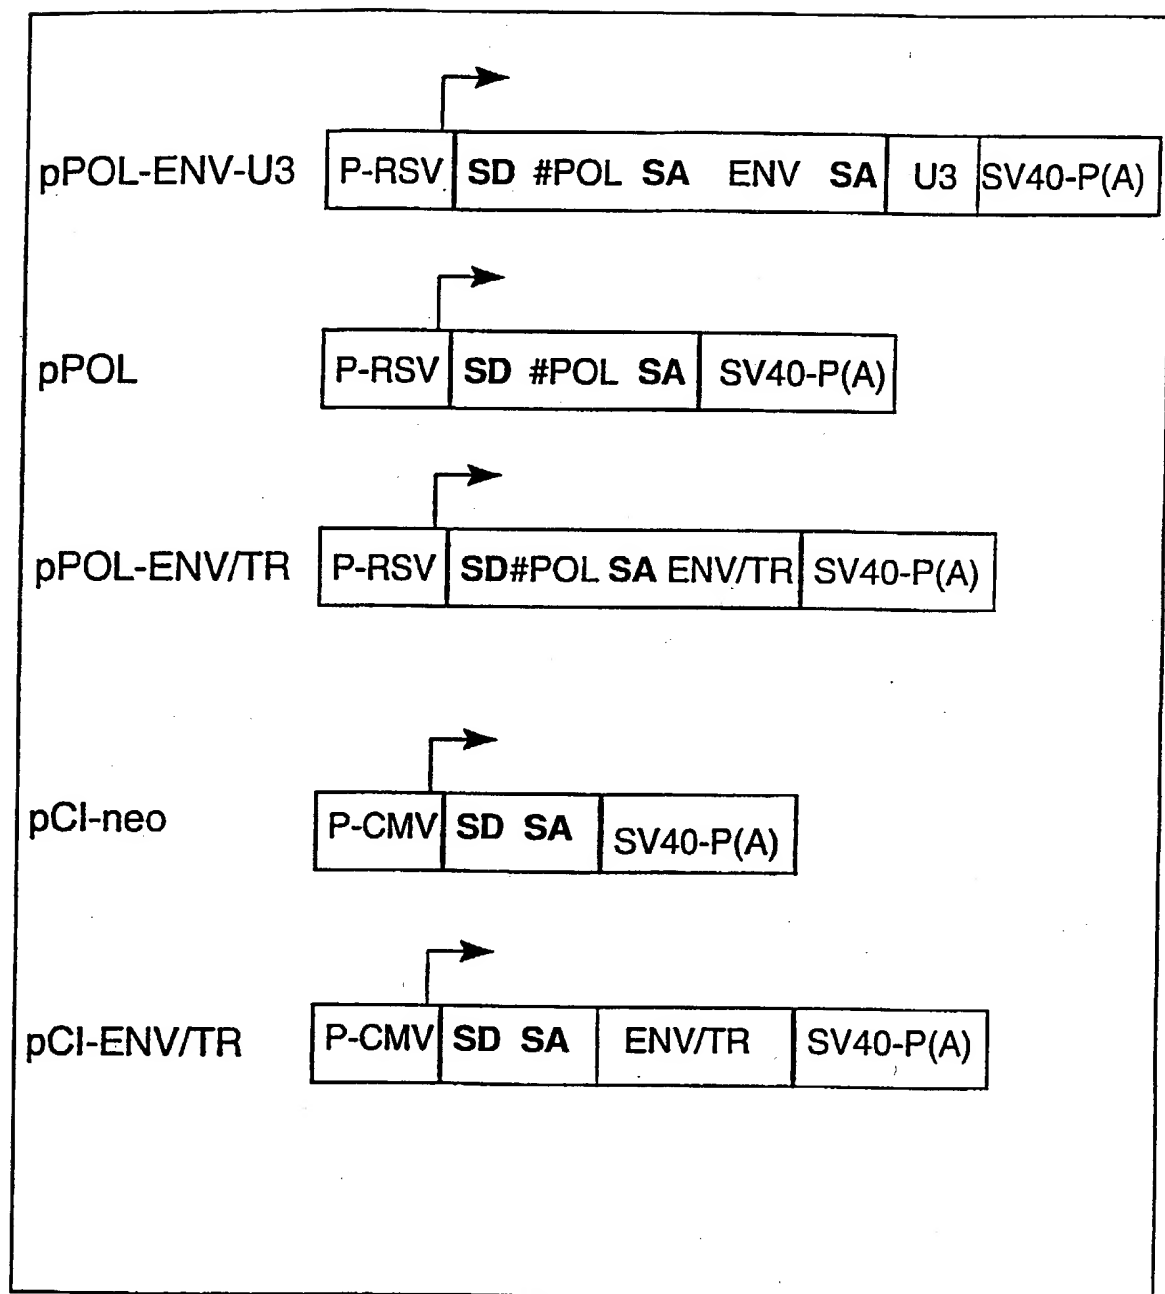 pPOL-ENV-U3 P-RSV SD #POL SA ENV SA U3 SV40-P(A)
pPOL P-RSV SD #POL SA SV40-P(A)
pPOL-ENV/TR P-RSV SD#POL SA ENV/TR SV40-P(A)
pCI-neo P-CMV SD SA SV40-P(A)
pCI-ENV/TR P-CMV SD SA ENV/TR SV40-P(A)